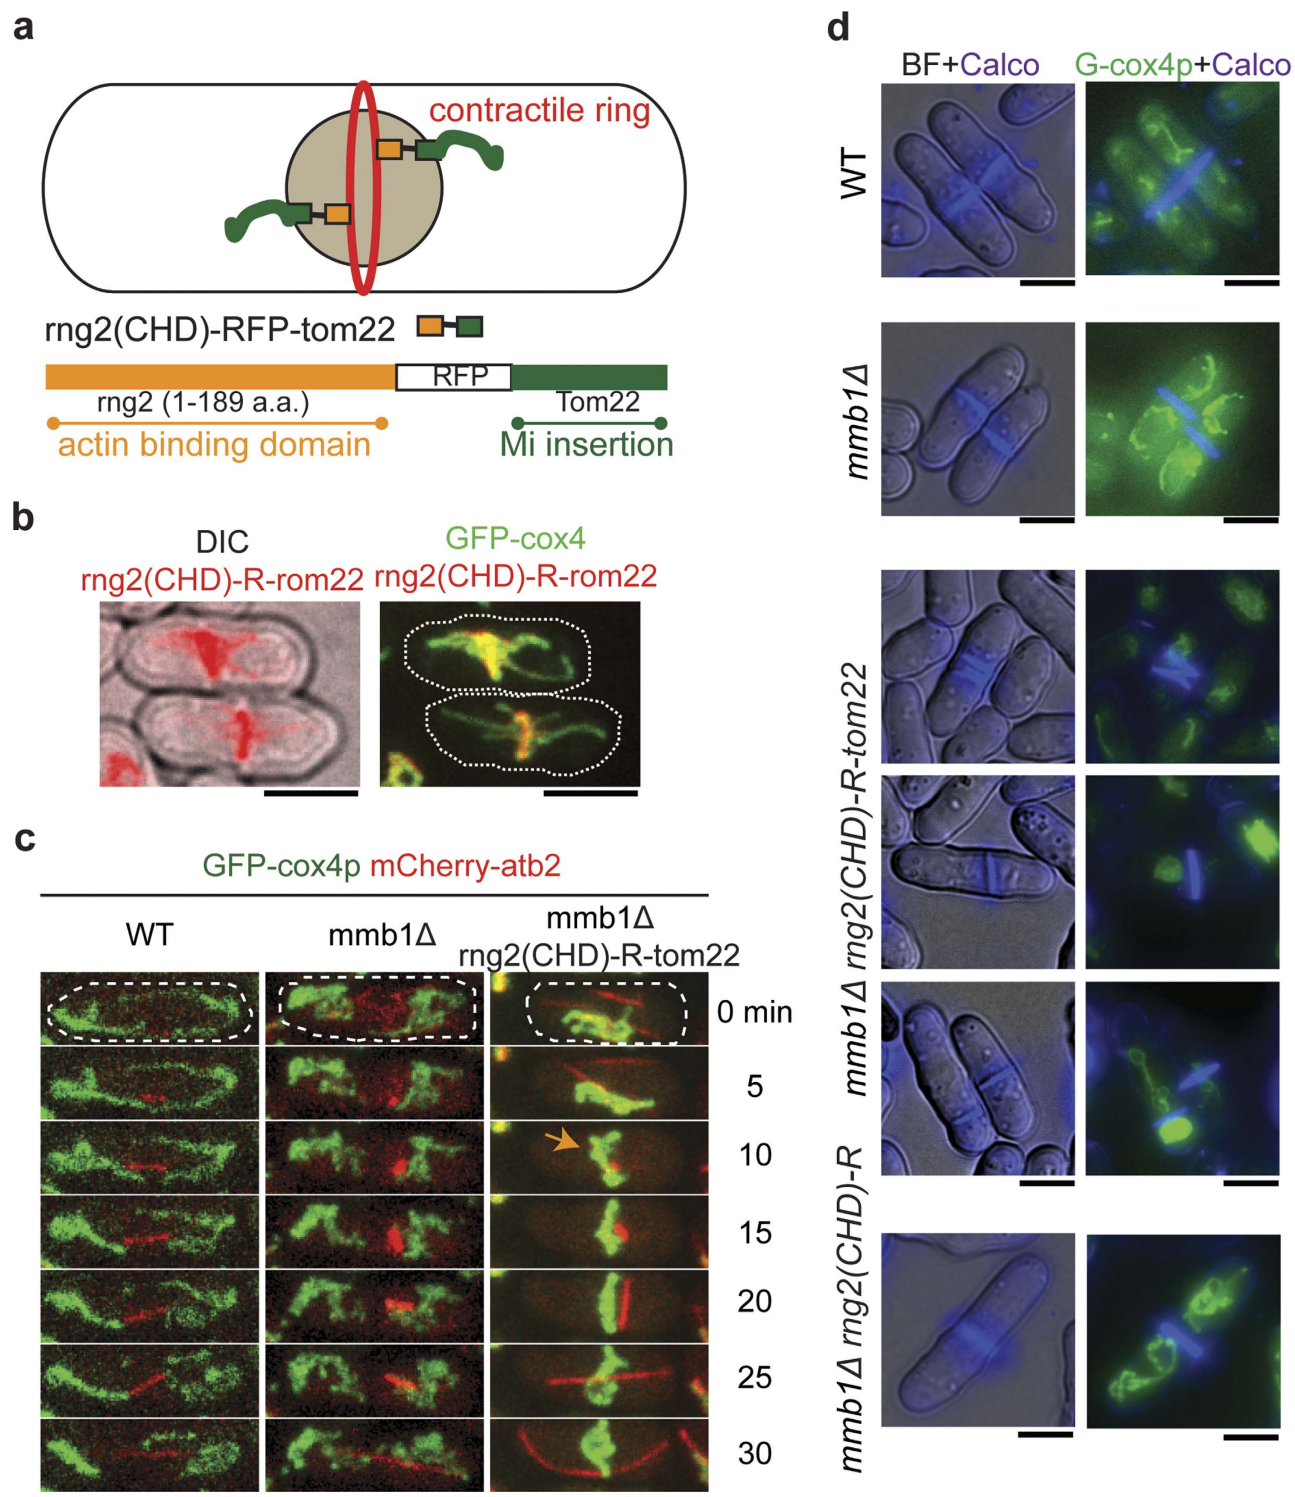 a
contractile ring
rng2(CHD)-RFP-tom22
RFP
rng2 (1-189 a.a.)
Tom22
actin binding domain
Mi insertion
b
DIC
rng2(CHD)-R-rom22
GFP-cox4
rng2(CHD)-R-rom22
c
GFP-cox4p mCherry-atb2
WT
mmb1Δ
mmb1Δ
rng2(CHD)-R-tom22
0 min
5
10
15
20
25
30
d
BF+Calco
G-cox4p+Calco
WT
mmb1Δ
mmb1Δ rng2(CHD)-R-tom22
mmb1Δ rng2(CHD)-R